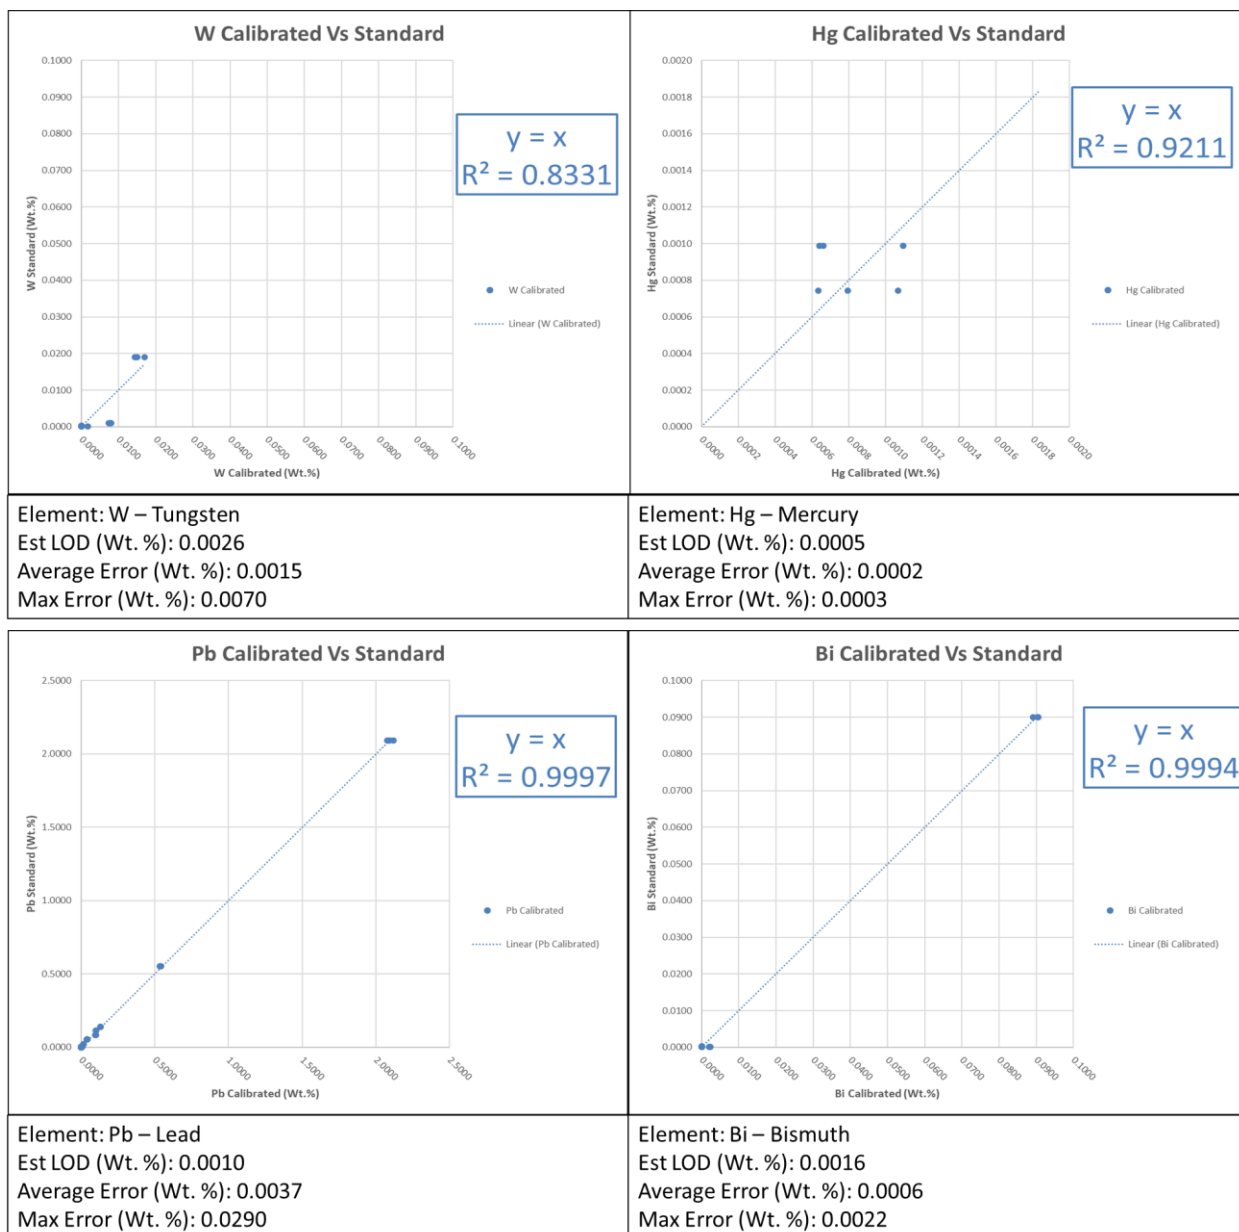 W Calibrated Vs Standard
0.1000
0.0900
0.0800
0.0700
0.0600
0.0500
0.0400
0.0300
0.0200
0.0100
0.0000
W Standard (Wt.%)
0.0000 0.0100 0.0200 0.0300 0.0400 0.0500 0.0600 0.0700 0.0800 0.0900 0.1000
W Calibrated (Wt.%)
y = x
R² = 0.8331
W Calibrated
Linear (W Calibrated)
Hg Calibrated Vs Standard
0.0020
0.0018
0.0016
0.0014
0.0012
0.0010
0.0008
0.0006
0.0004
0.0002
0.0000
Hg Standard (Wt.%)
0.0000 0.0002 0.0004 0.0006 0.0008 0.0010 0.0012 0.0014 0.0016 0.0018 0.0020
Hg Calibrated (Wt.%)
y = x
R² = 0.9211
Hg Calibrated
Linear (Hg Calibrated)
Element: W – Tungsten
Est LOD (Wt. %): 0.0026
Average Error (Wt. %): 0.0015
Max Error (Wt. %): 0.0070
Element: Hg – Mercury
Est LOD (Wt. %): 0.0005
Average Error (Wt. %): 0.0002
Max Error (Wt. %): 0.0003
Pb Calibrated Vs Standard
2.5000
2.0000
1.5000
1.0000
0.5000
0.0000
Pb Standard (Wt.%)
0.0000 0.5000 1.0000 1.5000 2.0000 2.5000
Pb Calibrated (Wt.%)
y = x
R² = 0.9997
Pb Calibrated
Linear (Pb Calibrated)
Bi Calibrated Vs Standard
0.1000
0.0900
0.0800
0.0700
0.0600
0.0500
0.0400
0.0300
0.0200
0.0100
0.0000
Bi Standard (Wt.%)
0.0000 0.0100 0.0200 0.0300 0.0400 0.0500 0.0600 0.0700 0.0800 0.0900 0.1000
Bi Calibrated (Wt.%)
y = x
R² = 0.9994
Bi Calibrated
Linear (Bi Calibrated)
Element: Pb – Lead
Est LOD (Wt. %): 0.0010
Average Error (Wt. %): 0.0037
Max Error (Wt. %): 0.0290
Element: Bi – Bismuth
Est LOD (Wt. %): 0.0016
Average Error (Wt. %): 0.0006
Max Error (Wt. %): 0.0022